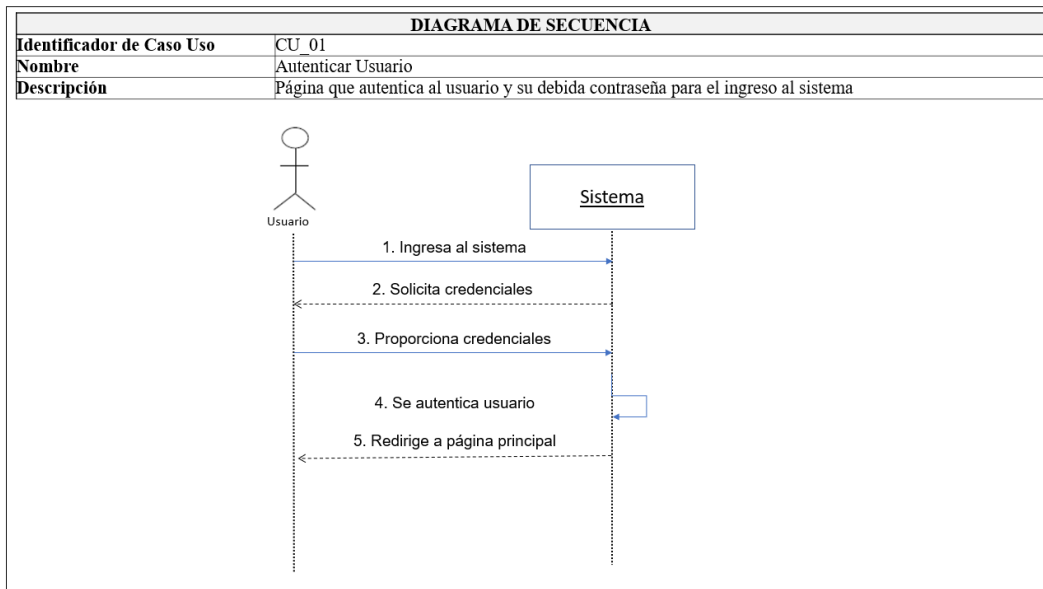 DIAGRAMA DE SECUENCIA
Identificador de Caso Uso CU_01
Nombre Autenticar Usuario
Descripción Página que autentica al usuario y su debida contraseña para el ingreso al sistema
Sistema
Usuario
1. Ingresa al sistema
2. Solicita credenciales
3. Proporciona credenciales
4. Se autentica usuario
5. Redirige a página principal